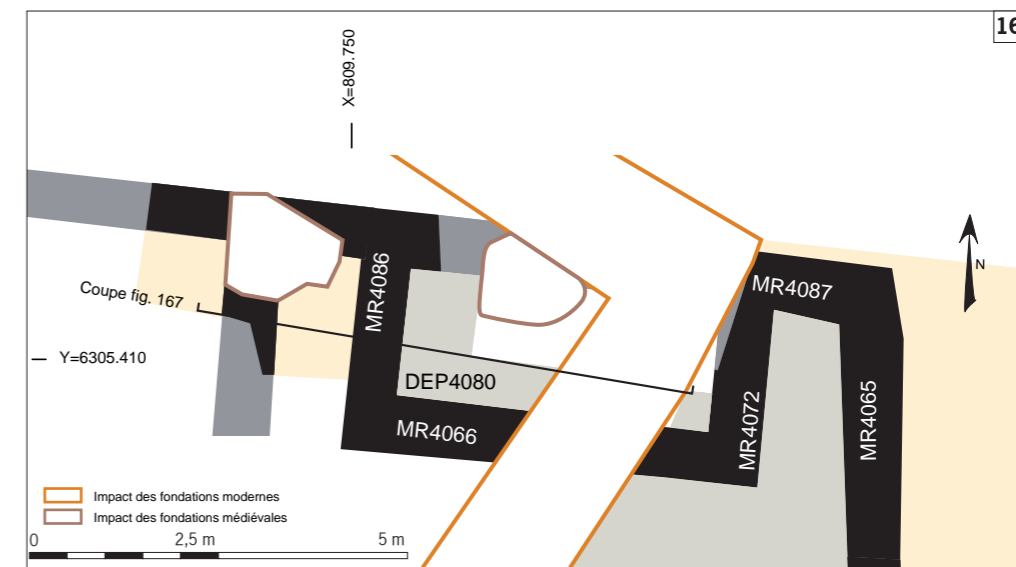 16
X=809.750
N
MR4087
MR4086
Coupe fig. 167
Y=6305.410
DEP4080
MR4065
MR4072
MR4066
Impact des fondations modernes
Impact des fondations médiévales
0 2,5 m 5 m